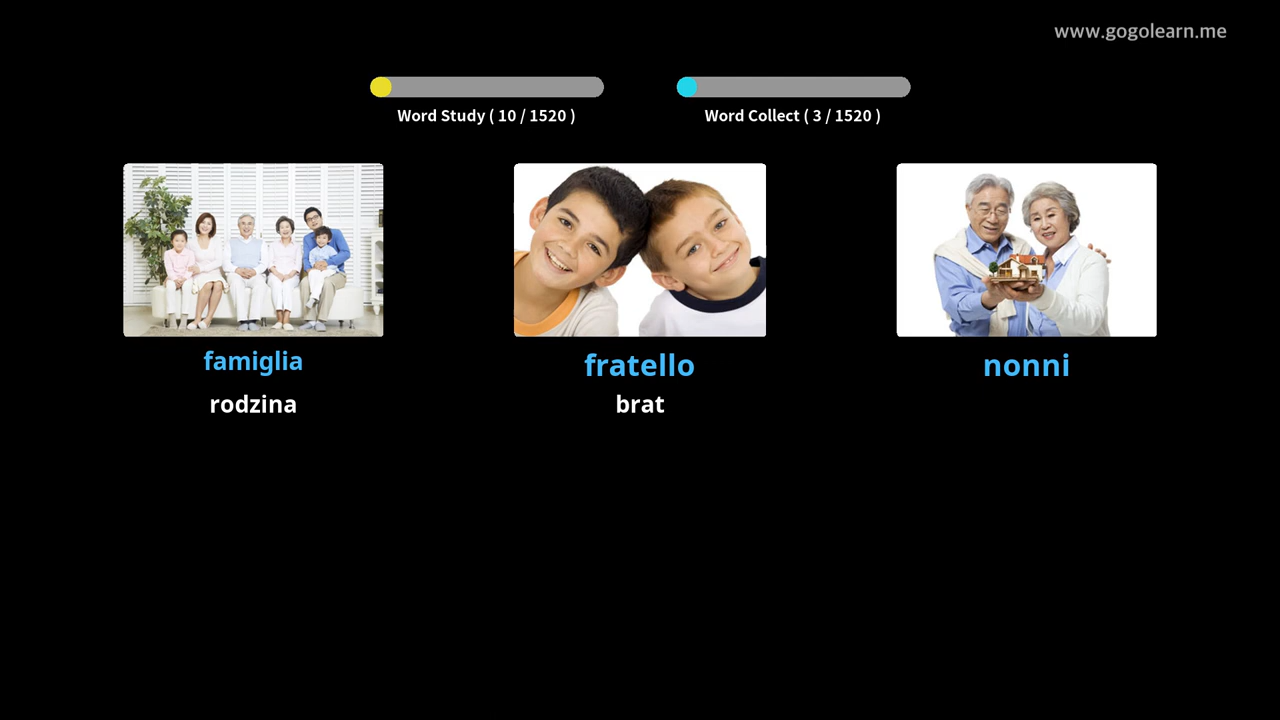 www.gogolearn.me
Word Study ( 10 / 1520 )
Word Collect ( 3 / 1520 )
famiglia
rodzina
fratello
brat
nonni